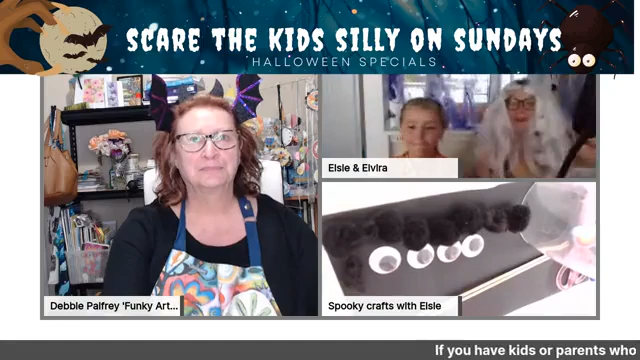 SCARE THE KIDS SILLY ON SUNDAYS
HALLOWEEN SPECIALS
Elsie & Elvira
Debbie Palfrey 'Funky Art...
Spooky crafts with Elsie
If you have kids or parents who